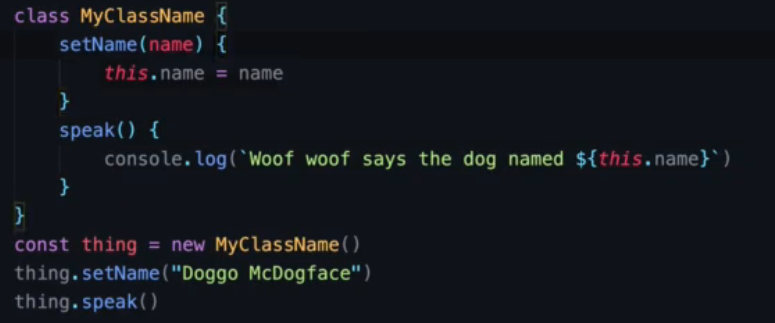 class MyClassName {
    setName(name) {
        this.name = name
    }
    speak() {
        console.log(`Woof woof says the dog named ${this.name}`)
    }
}
const thing = new MyClassName()
thing.setName("Doggo McDogface")
thing.speak()